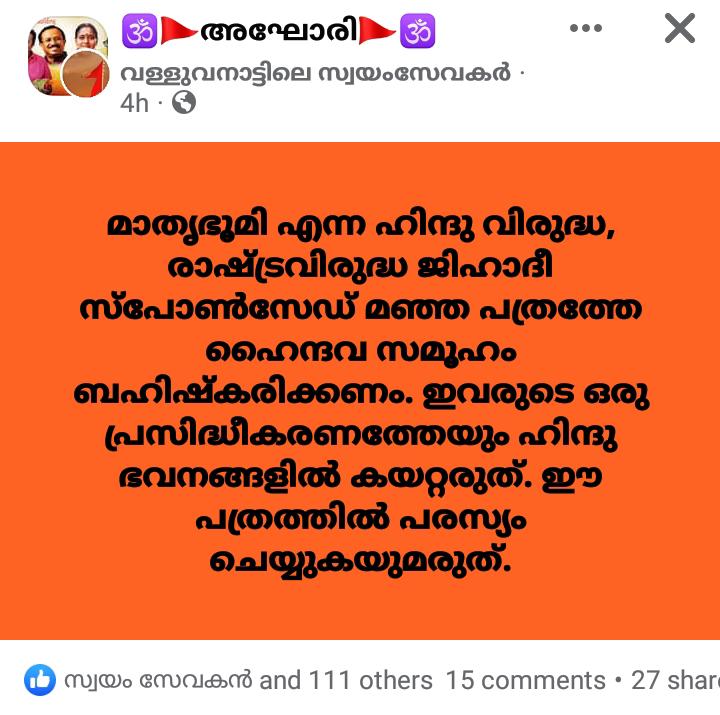 🕉️🚩അഘോരി🚩🕉️
വള്ളുവനാട്ടിലെ സ്വയംസേവകർ ·
4h ·
മാതൃഭൂമി എന്ന ഹിന്ദു വിരുദ്ധ,
രാഷ്ട്രവിരുദ്ധ ജിഹാദീ
സ്പോൺസേഡ് മഞ്ഞ പത്രത്തേ
ഹൈന്ദവ സമൂഹം
ബഹിഷ്കരിക്കണം. ഇവരുടെ ഒരു
പ്രസിദ്ധീകരണത്തേയും ഹിന്ദു
ഭവനങ്ങളിൽ കയറ്റരുത്. ഈ
പത്രത്തിൽ പരസ്യം
ചെയ്യുകയുമരുത്.
സ്വയം സേവകൻ and 111 others 15 comments • 27 shar